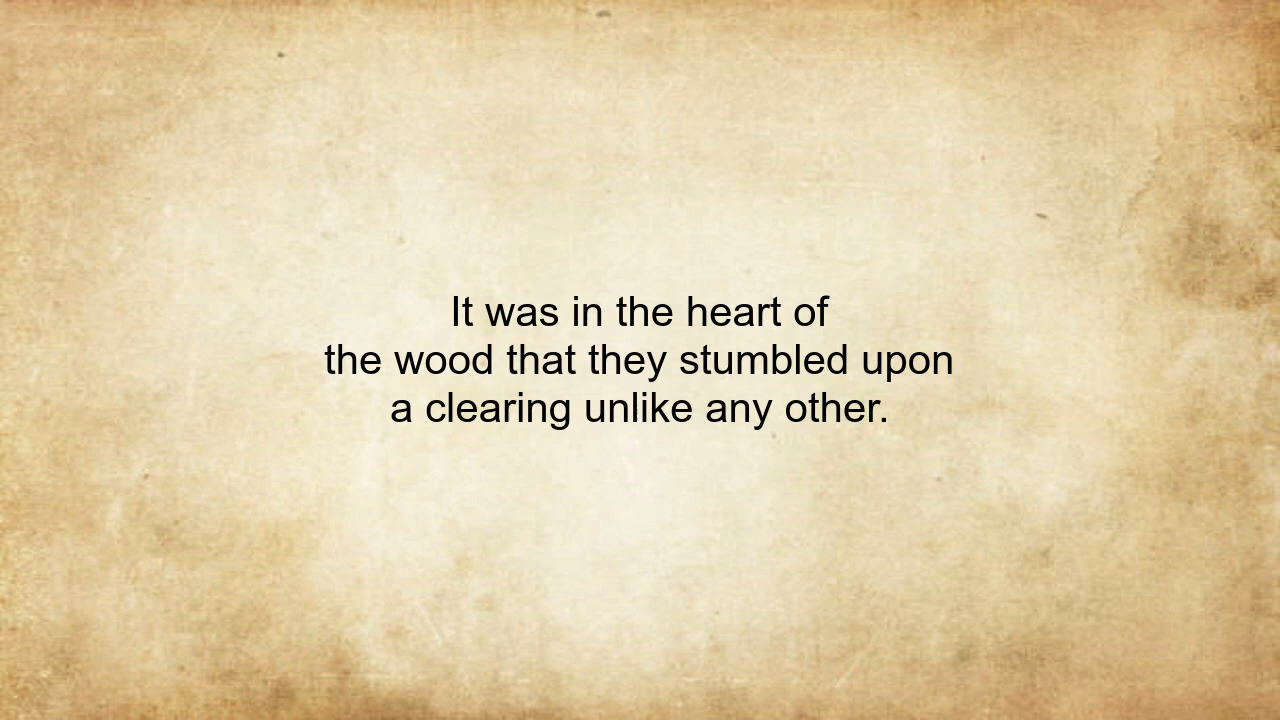 It was in the heart of
the wood that they stumbled upon
a clearing unlike any other.